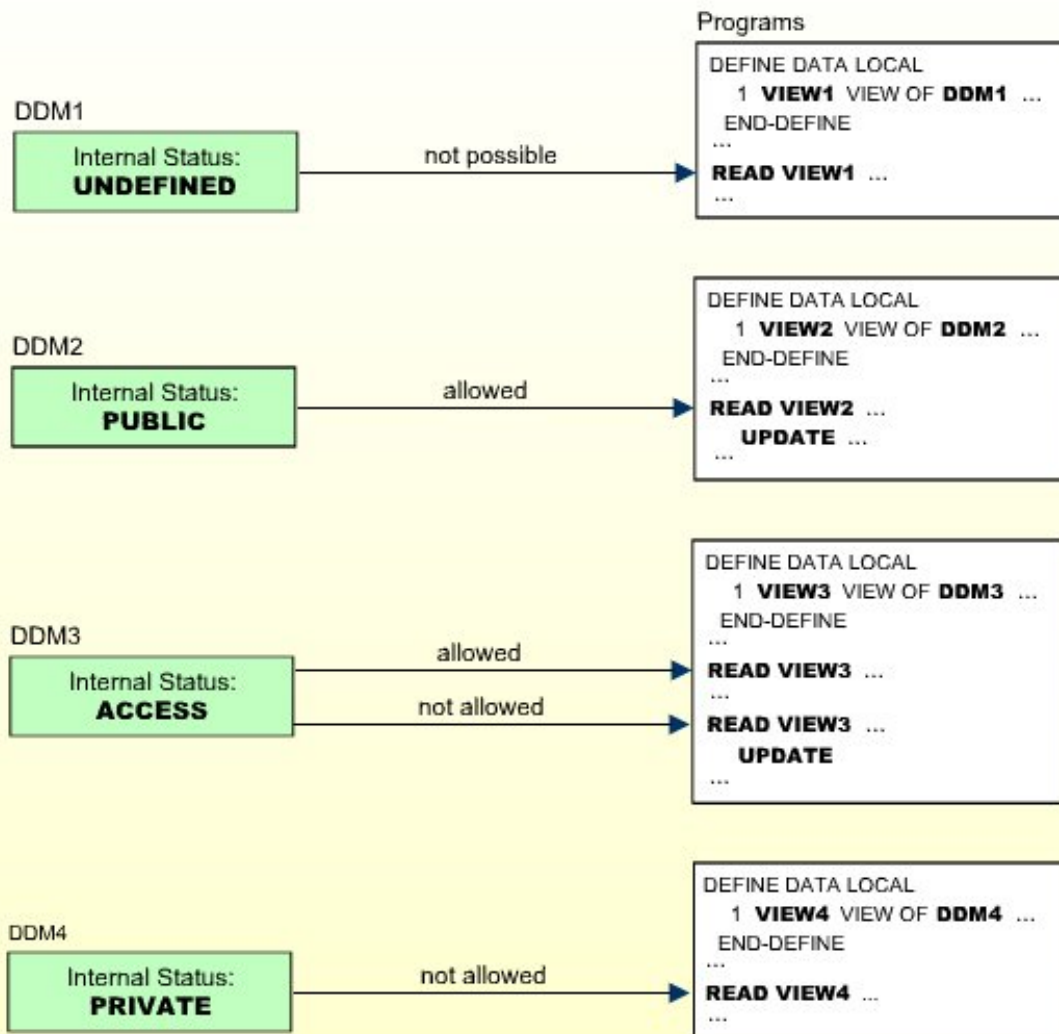 Programs
DDM1
Internal Status:
UNDEFINED
not possible
DEFINE DATA LOCAL
1 VIEW1 VIEW OF DDM1 ...
END-DEFINE
...
READ VIEW1 ...
...
DDM2
Internal Status:
PUBLIC
allowed
DEFINE DATA LOCAL
1 VIEW2 VIEW OF DDM2 ...
END-DEFINE
...
READ VIEW2 ...
UPDATE ...
...
DDM3
Internal Status:
ACCESS
allowed
not allowed
DEFINE DATA LOCAL
1 VIEW3 VIEW OF DDM3 ...
END-DEFINE
...
READ VIEW3 ...
...
READ VIEW3 ...
UPDATE
...
DDM4
Internal Status:
PRIVATE
not allowed
DEFINE DATA LOCAL
1 VIEW4 VIEW OF DDM4 ...
END-DEFINE
...
READ VIEW4 ...
...